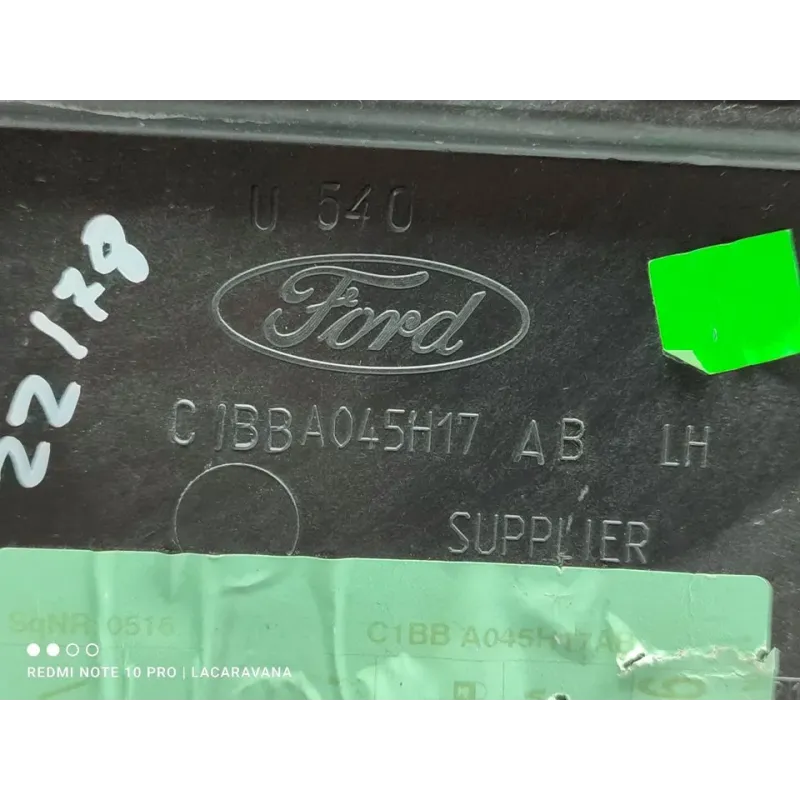 U 540
Ford
C1BBA045H17 AB LH
SUPPLIER
22178
SqNR 0516
C1BB A045H17AB
REDMI NOTE 10 PRO | LACARAVANA